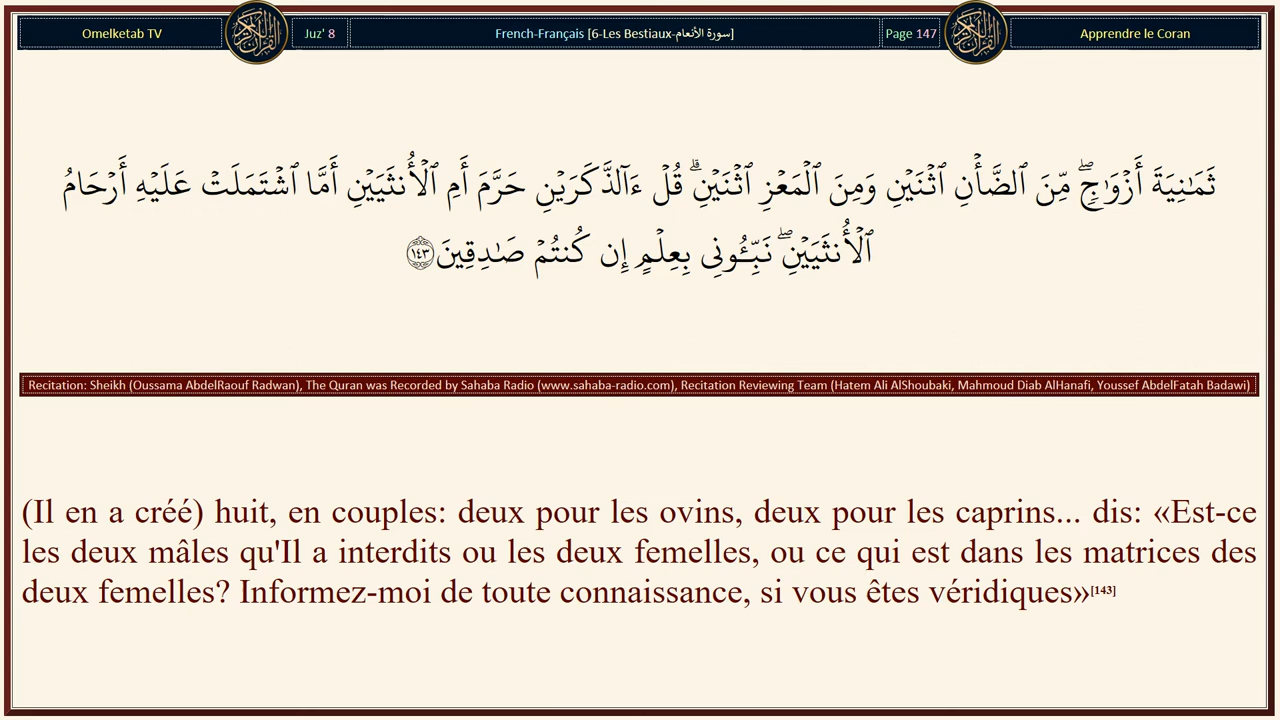 Omelketab TV
Juz' 8
French-Français [6-Les Bestiaux-سورة الأنعام]
Page 147
Apprendre le Coran
ثَمَٰنِيَةَ أَزۡوَٰجٖۖ مِّنَ ٱلضَّأۡنِ ٱثۡنَيۡنِ وَمِنَ ٱلۡمَعۡزِ ٱثۡنَيۡنِۗ قُلۡ ءَآلذَّكَرَيۡنِ حَرَّمَ أَمِ ٱلۡأُنثَيَيۡنِ أَمَّا ٱشۡتَمَلَتۡ عَلَيۡهِ أَرۡحَامُ
ٱلۡأُنثَيَيۡنِۖ نَبِّـُٔونِي بِعِلۡمٍ إِن كُنتُمۡ صَٰدِقِينَ ١٤٣
Recitation: Sheikh (Oussama AbdelRaouf Radwan), The Quran was Recorded by Sahaba Radio (www.sahaba-radio.com), Recitation Reviewing Team (Hatem Ali AlShoubaki, Mahmoud Diab AlHanafi, Youssef AbdelFatah Badawi)
(Il en a créé) huit, en couples: deux pour les ovins, deux pour les caprins... dis: «Est-ce
les deux mâles qu'Il a interdits ou les deux femelles, ou ce qui est dans les matrices des
deux femelles? Informez-moi de toute connaissance, si vous êtes véridiques»[143]